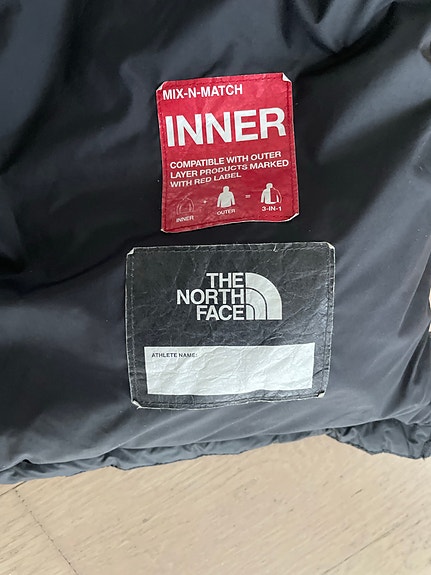 MIX-N-MATCH
INNER
COMPATIBLE WITH OUTER
LAYER PRODUCTS MARKED
WITH RED LABEL
+ =
INNER OUTER 3-IN-1
THE
NORTH
FACE
ATHLETE NAME: